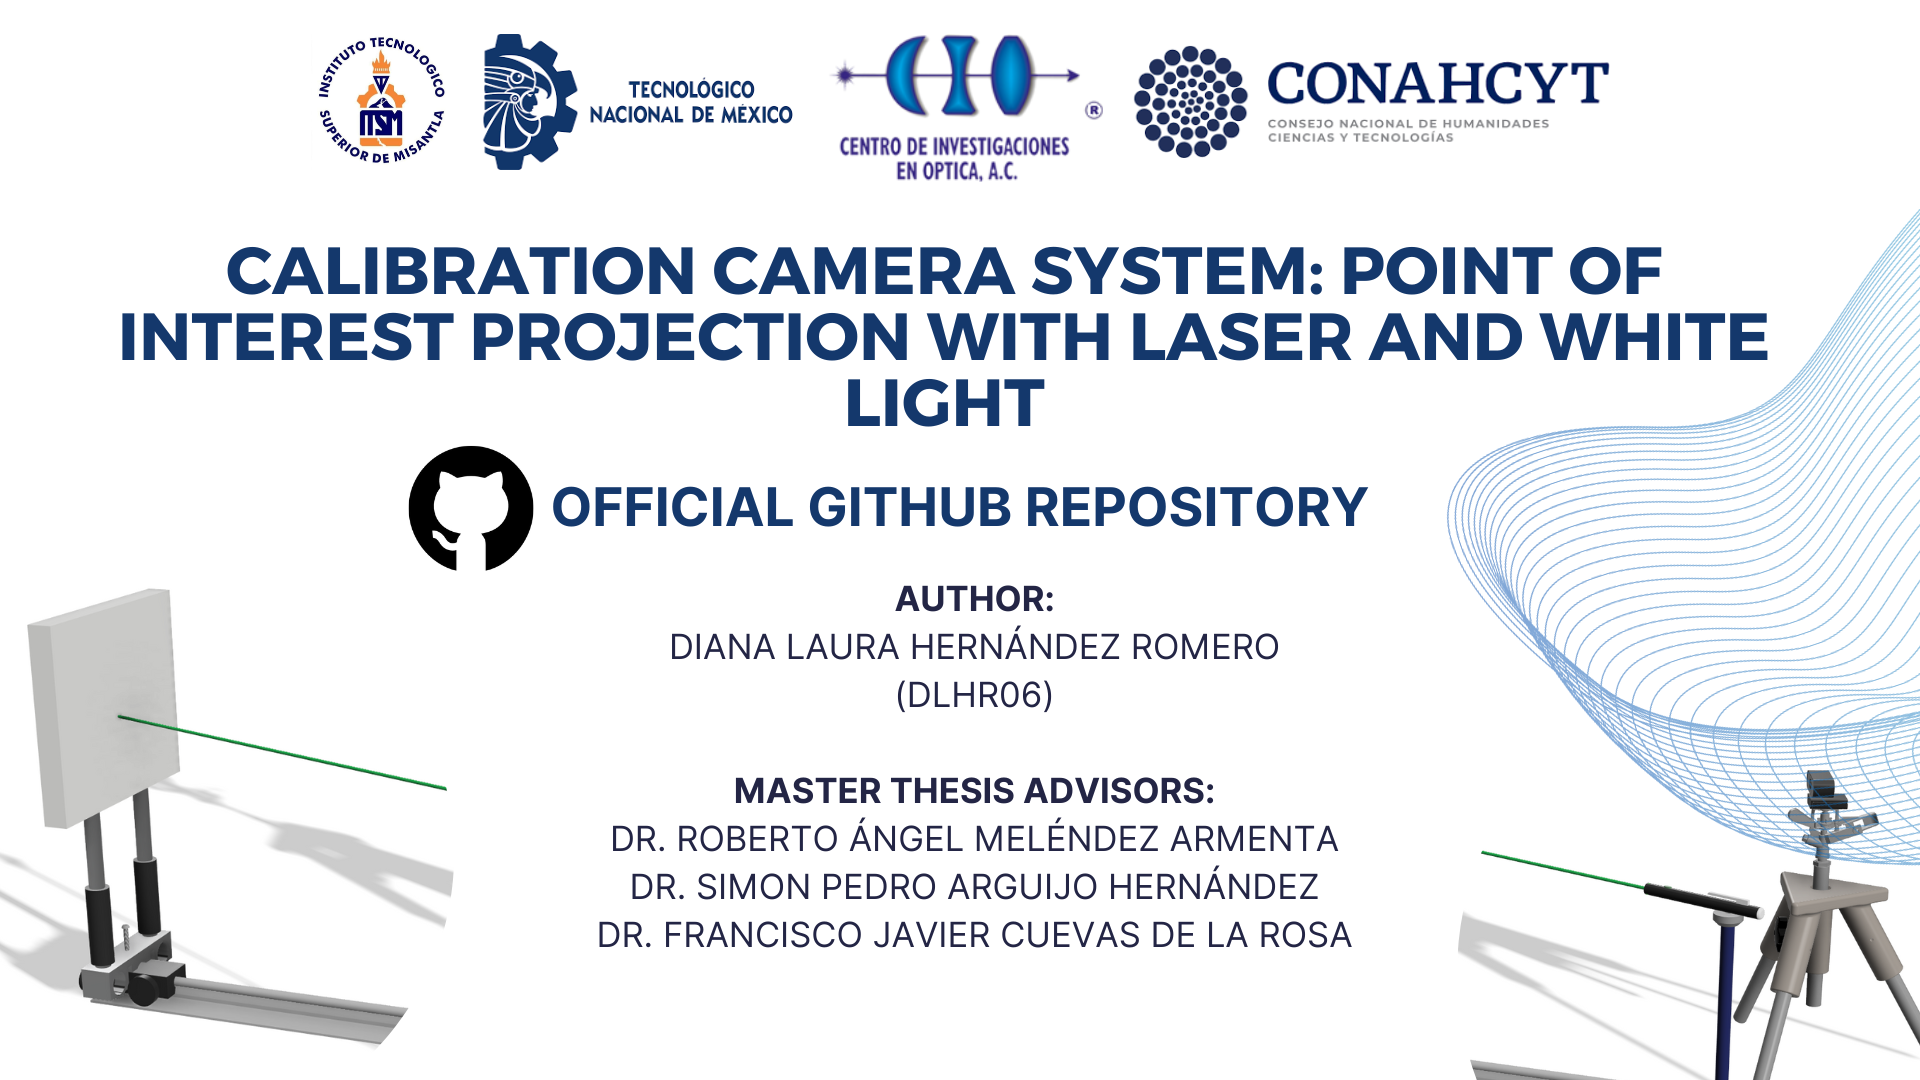 INSTITUTO TECNOLOGICO
SUPERIOR DE MISANTLA
ITSM
TECNOLÓGICO
NACIONAL DE MÉXICO
CIO
®
CENTRO DE INVESTIGACIONES
EN OPTICA, A.C.
CONAHCYT
CONSEJO NACIONAL DE HUMANIDADES
CIENCIAS Y TECNOLOGÍAS
CALIBRATION CAMERA SYSTEM: POINT OF
INTEREST PROJECTION WITH LASER AND WHITE
LIGHT
OFFICIAL GITHUB REPOSITORY
AUTHOR:
DIANA LAURA HERNÁNDEZ ROMERO
(DLHR06)
MASTER THESIS ADVISORS:
DR. ROBERTO ÁNGEL MELÉNDEZ ARMENTA
DR. SIMON PEDRO ARGUIJO HERNÁNDEZ
DR. FRANCISCO JAVIER CUEVAS DE LA ROSA